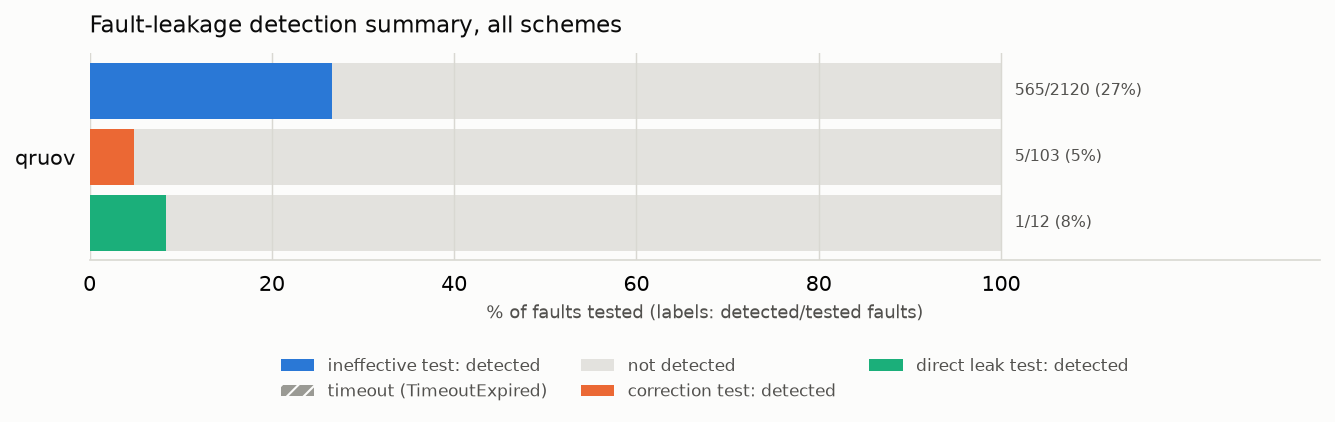 Fault-leakage detection summary, all schemes
565/2120 (27%)
qruov
5/103 (5%)
1/12 (8%)
0 20 40 60 80 100
% of faults tested (labels: detected/tested faults)
ineffective test: detected not detected direct leak test: detected
timeout (TimeoutExpired) correction test: detected